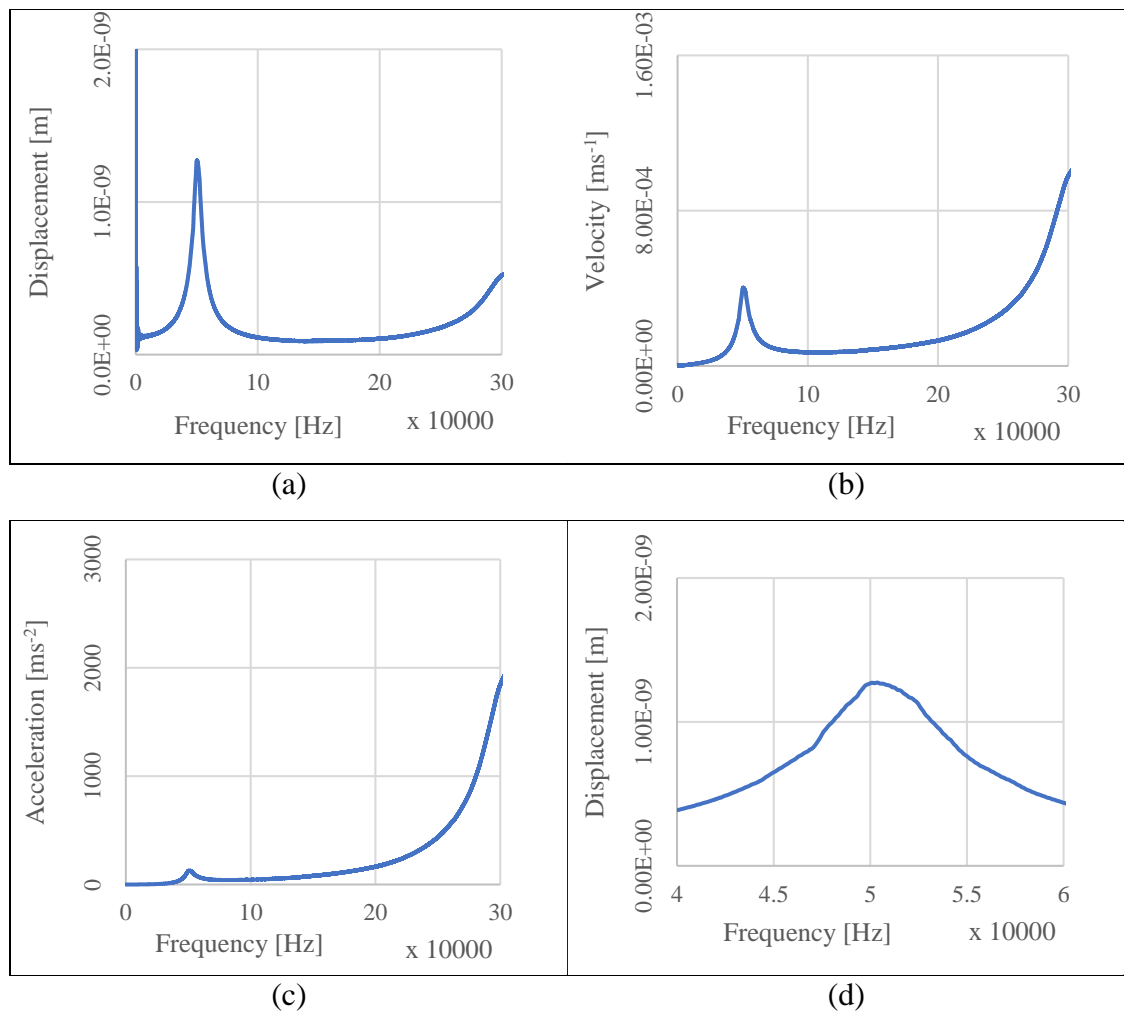 Displacement [m]
2.0E-09
1.0E-09
0.0E+00
0 10 20 30
Frequency [Hz] x 10000
(a)
Velocity [ms-1]
1.60E-03
8.00E-04
0.00E+00
0 10 20 30
Frequency [Hz] x 10000
(b)
Acceleration [ms-2]
3000
2000
1000
0
0 10 20 30
Frequency [Hz] x 10000
(c)
Displacement [m]
2.00E-09
1.00E-09
0.00E+00
4 4.5 5 5.5 6
Frequency [Hz] x 10000
(d)